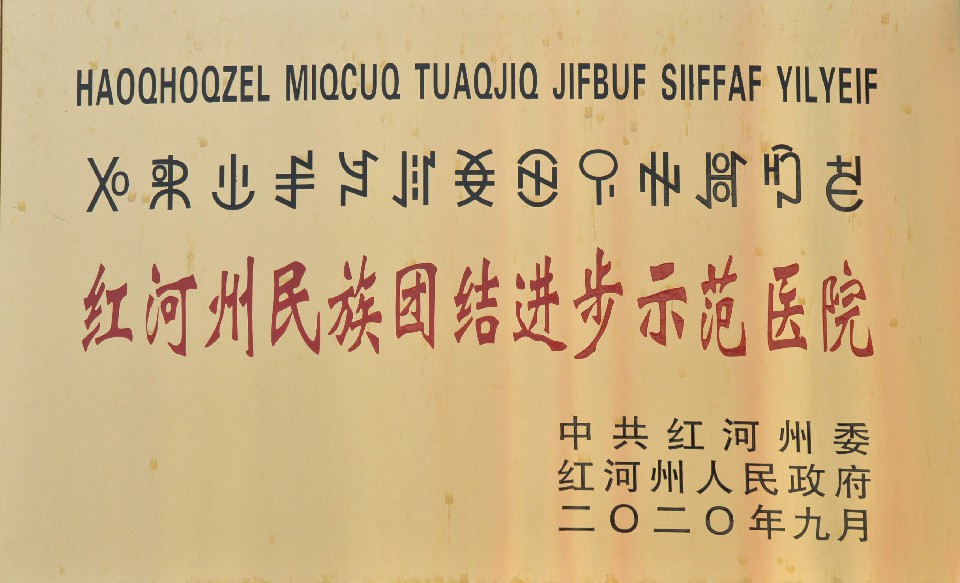 HAOQHOQZEL MIQCUQ TUAQJIQ JIFBUF SIIFFAF YILYEIF
红河州民族团结进步示范医院
中共红河州委
红河州人民政府
二〇二〇年九月